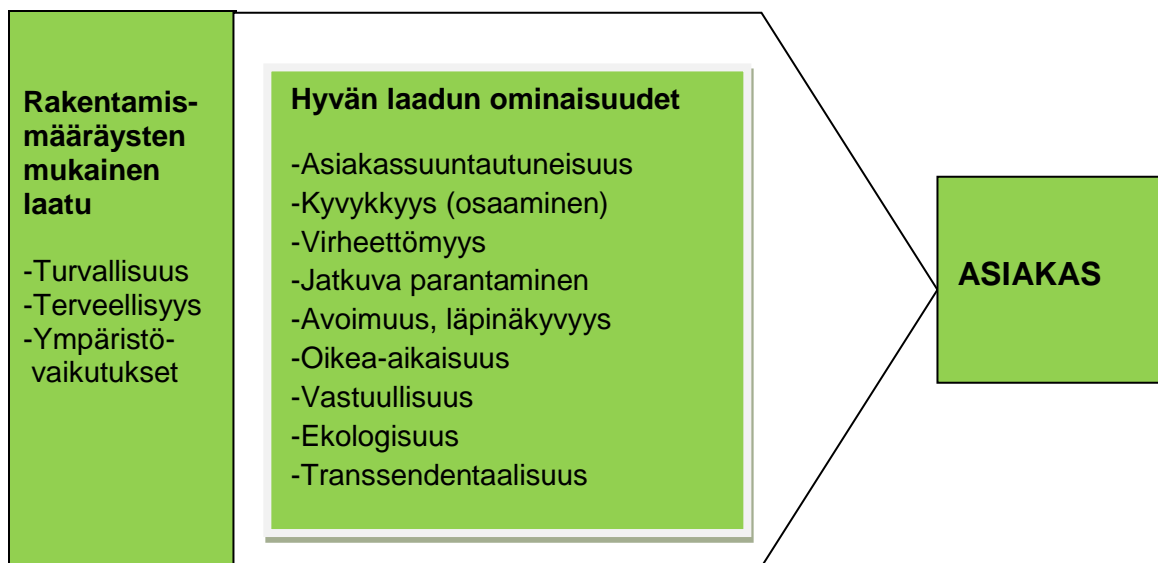 Rakentamis-
määräysten
mukainen
laatu
-Turvallisuus
-Terveellisyys
-Ympäristö-
vaikutukset
Hyvän laadun ominaisuudet
-Asiakassuuntautuneisuus
-Kyvykkyys (osaaminen)
-Virheettömyys
-Jatkuva parantaminen
-Avoimuus, läpinäkyvyys
-Oikea-aikaisuus
-Vastuullisuus
-Ekologisuus
-Transsendentaalisuus
ASIAKAS